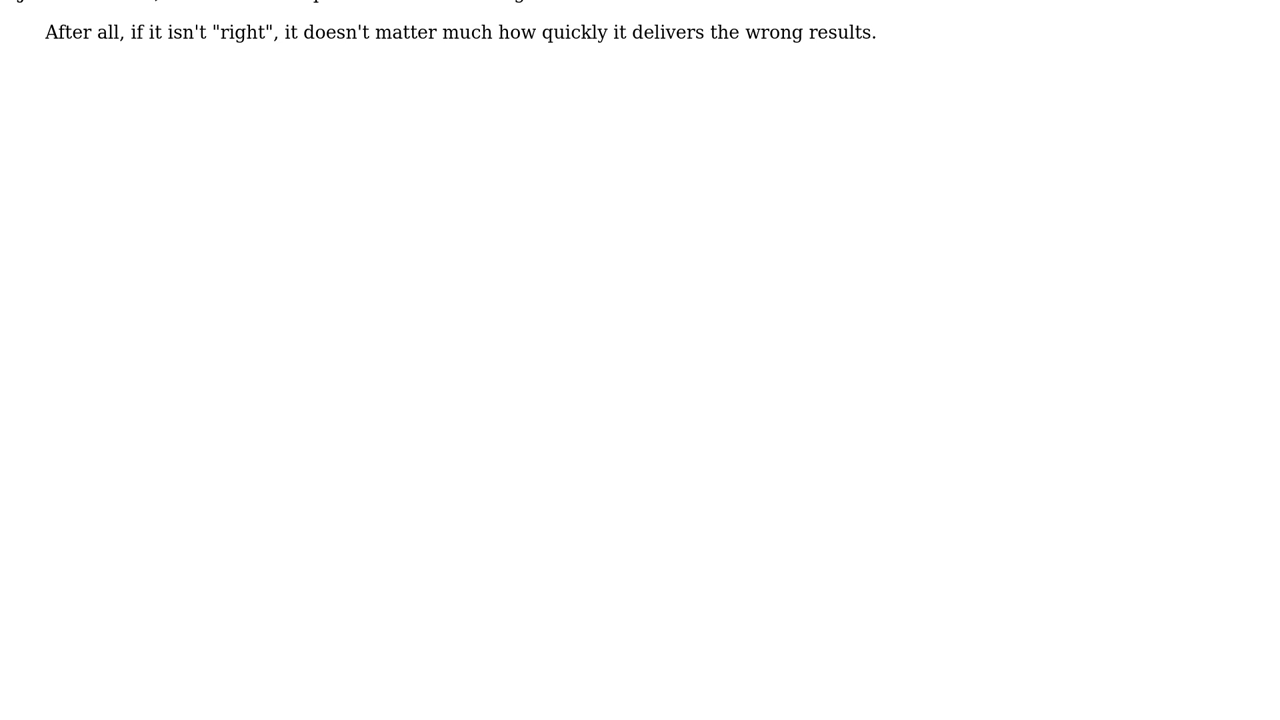 After all, if it isn't "right", it doesn't matter much how quickly it delivers the wrong results.